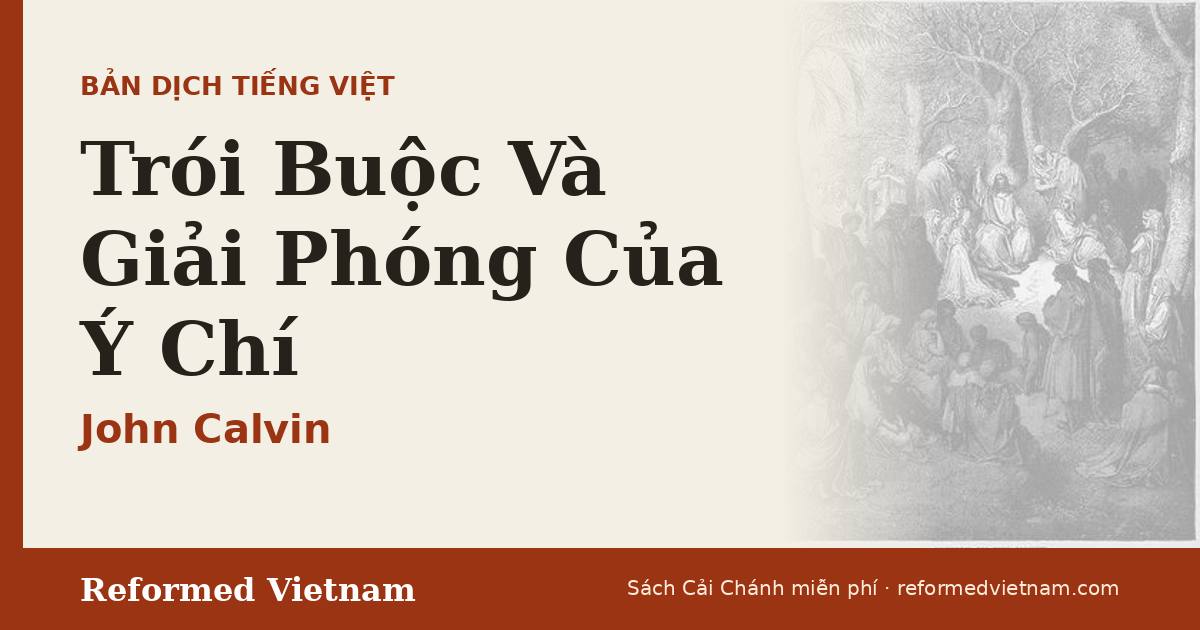 BẢN DỊCH TIẾNG VIỆT
Trói Buộc Và
Giải Phóng Của
Ý Chí
John Calvin
Reformed Vietnam
Sách Cải Chánh miễn phí · reformedvietnam.com